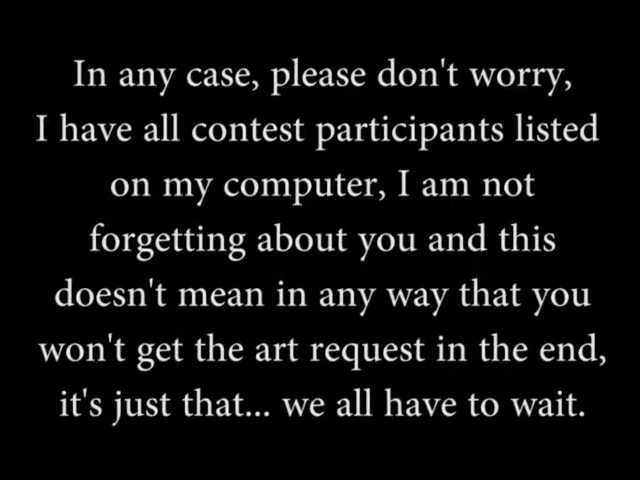 In any case, please don't worry,
I have all contest participants listed
on my computer, I am not
forgetting about you and this
doesn't mean in any way that you
won't get the art request in the end,
it's just that... we all have to wait.